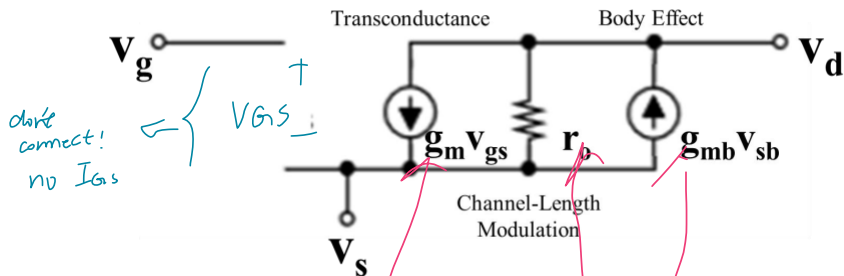 Transconductance
Body Effect
vg
vd
+
VGS
-
don't
connect!
no IGS
gmvgs
ro
gmbvsb
Channel-Length
Modulation
vs